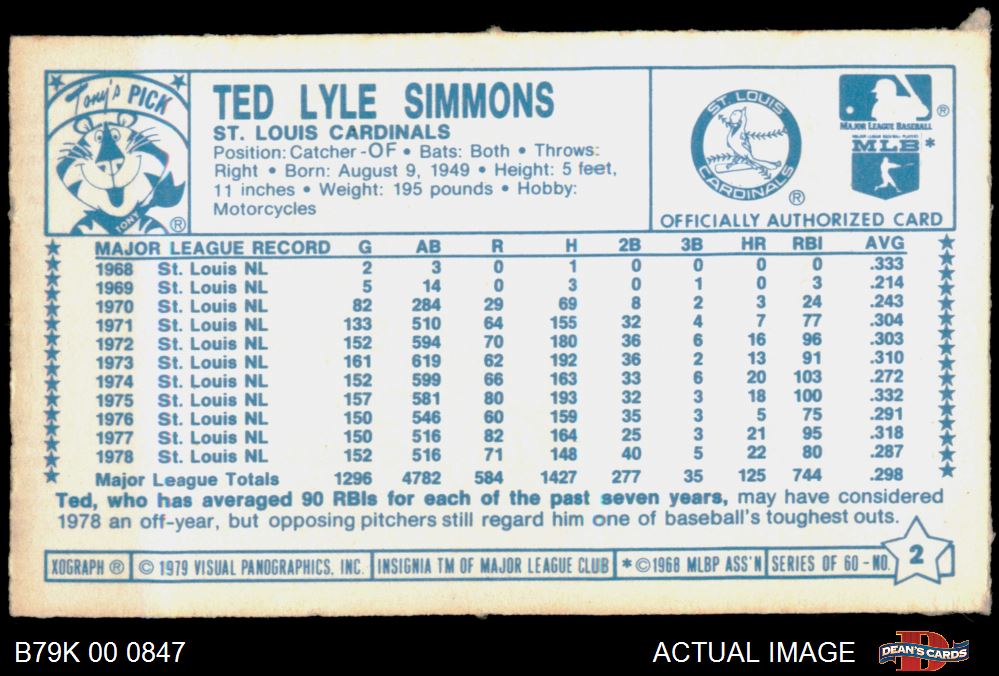 Tony's PICK
TONY
®
TED LYLE SIMMONS
ST. LOUIS CARDINALS
Position: Catcher-OF • Bats: Both • Throws:
Right • Born: August 9, 1949 • Height: 5 feet,
11 inches • Weight: 195 pounds • Hobby:
Motorcycles
ST. LOUIS
CARDINALS
®
®
MAJOR LEAGUE BASEBALL
MAJOR LEAGUE BASEBALL PLAYERS
MLB *
OFFICIALLY AUTHORIZED CARD
MAJOR LEAGUE RECORD G AB R H 2B 3B HR RBI AVG
1968 St. Louis NL 2 3 0 1 0 0 0 0 .333
1969 St. Louis NL 5 14 0 3 0 1 0 3 .214
1970 St. Louis NL 82 284 29 69 8 2 3 24 .243
1971 St. Louis NL 133 510 64 155 32 4 7 77 .304
1972 St. Louis NL 152 594 70 180 36 6 16 96 .303
1973 St. Louis NL 161 619 62 192 36 2 13 91 .310
1974 St. Louis NL 152 599 66 163 33 6 20 103 .272
1975 St. Louis NL 157 581 80 193 32 3 18 100 .332
1976 St. Louis NL 150 546 60 159 35 3 5 75 .291
1977 St. Louis NL 150 516 82 164 25 3 21 95 .318
1978 St. Louis NL 152 516 71 148 40 5 22 80 .287
Major League Totals 1296 4782 584 1427 277 35 125 744 .298
Ted, who has averaged 90 RBIs for each of the past seven years, may have considered
1978 an off-year, but opposing pitchers still regard him one of baseball's toughest outs.
XOGRAPH ® © 1979 VISUAL PANOGRAPHICS, INC. INSIGNIA TM OF MAJOR LEAGUE CLUB * ©1968 MLBP ASS'N SERIES OF 60 - NO. 2
B79K 00 0847
ACTUAL IMAGE
DEAN'S CARDS